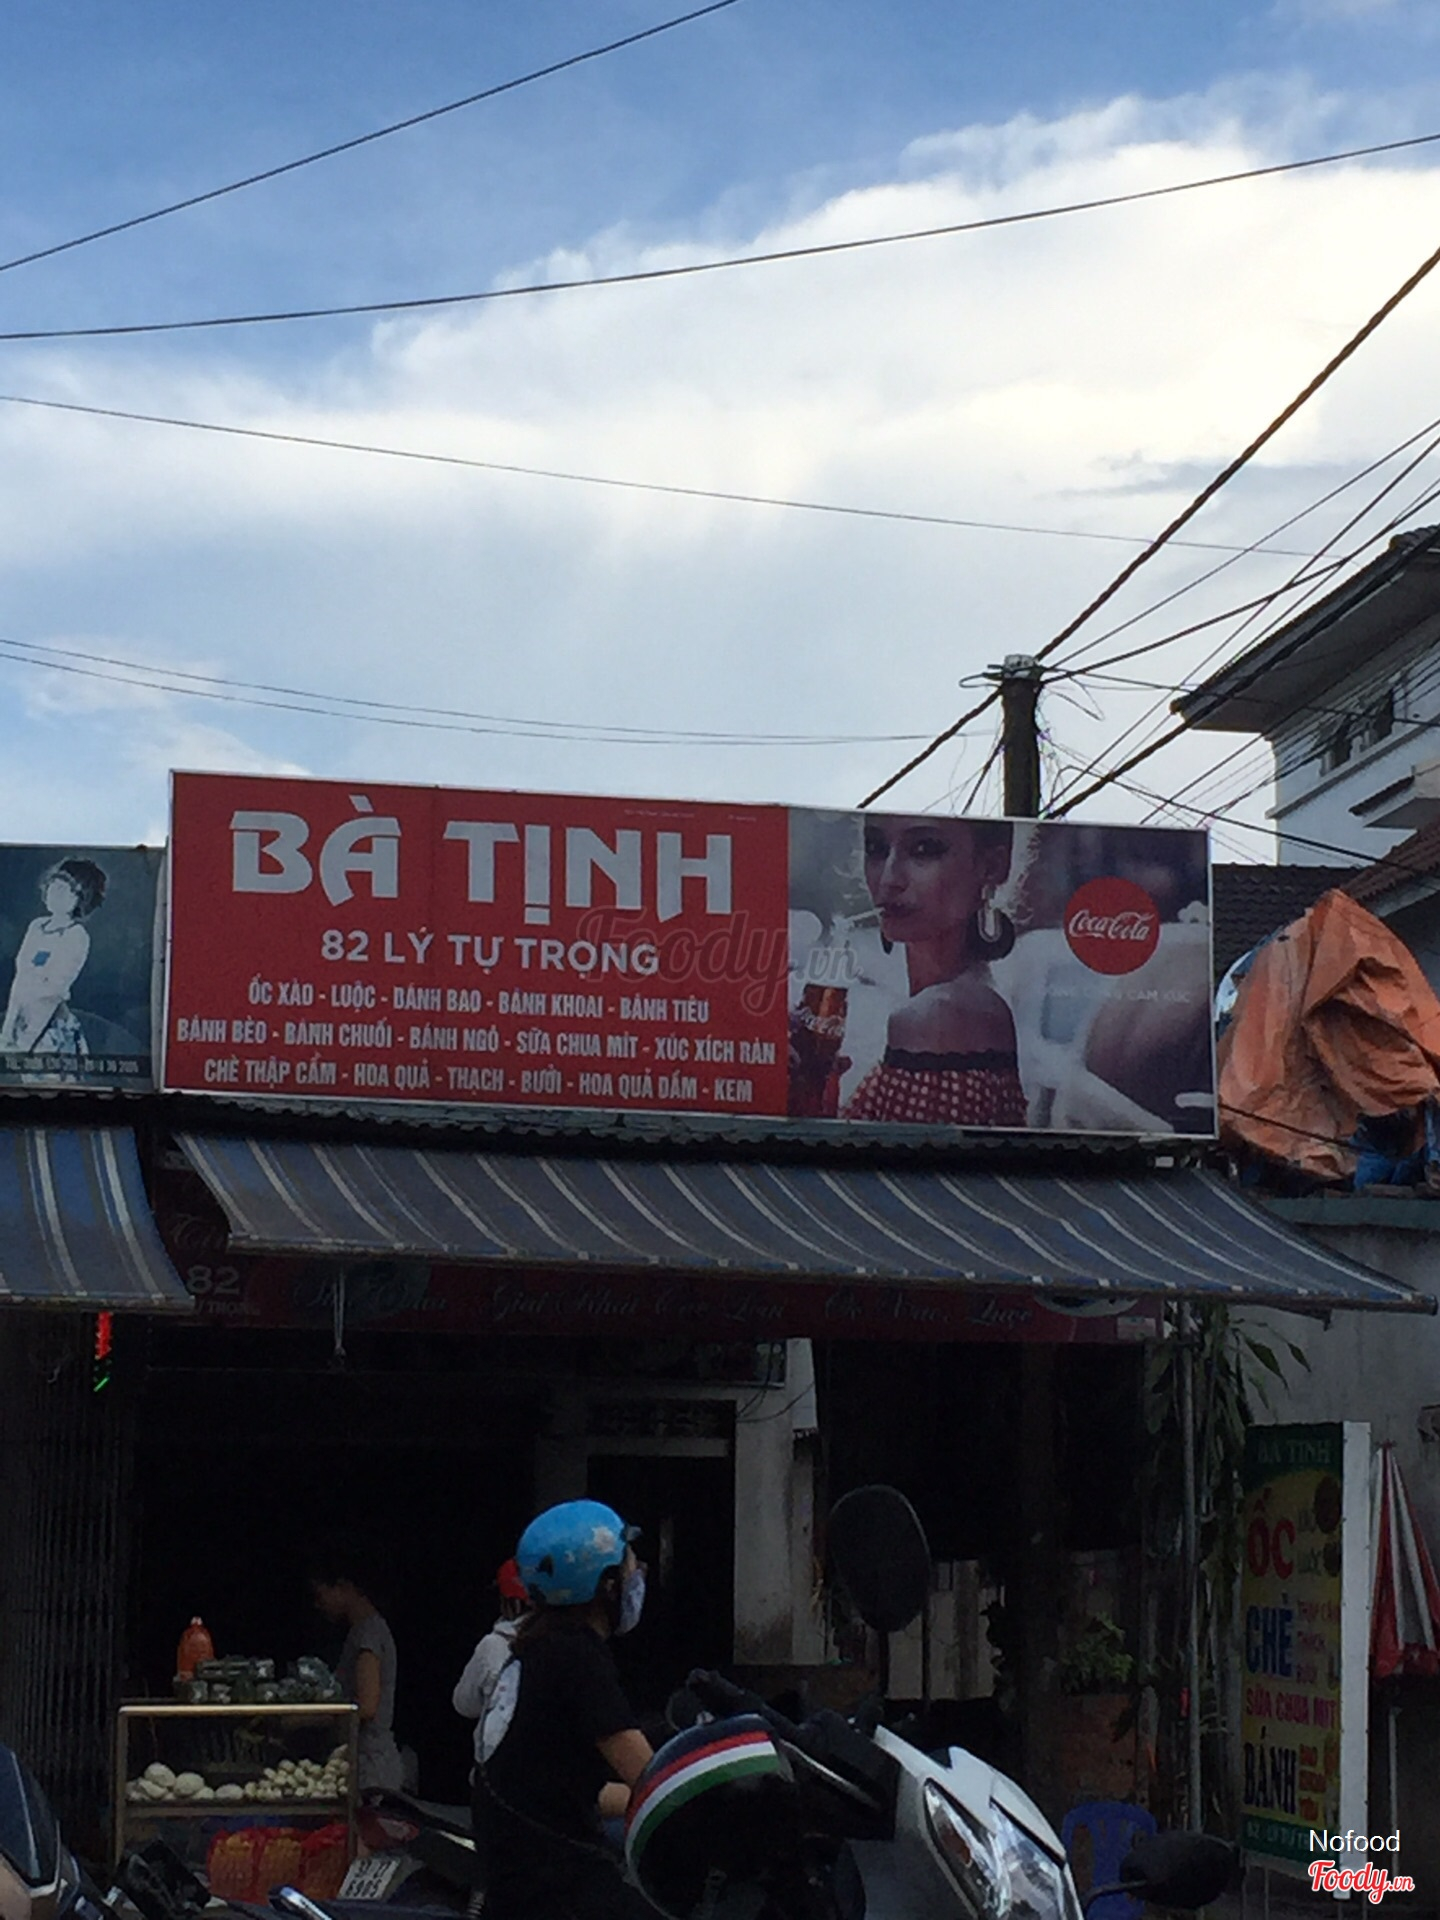 BÀ TỊNH
82 LÝ TỰ TRỌNG
ỐC XÀO - LUỘC - BÁNH BAO - BÁNH KHOAI - BÁNH TIÊU
BÁNH BÈO - BÁNH CHUỐI - BÁNH NGÔ - SỮA CHUA MÍT - XÚC XÍCH RÁN
CHÈ THẬP CẨM - HOA QUẢ - THẠCH - BƯỞI - HOA QUẢ DẦM - KEM
Coca-Cola
Foody.vn
82
BÀ TỊNH
ỐC
CHÈ
SỮA CHUA MÍT
BÁNH
Nofood
Foody.vn